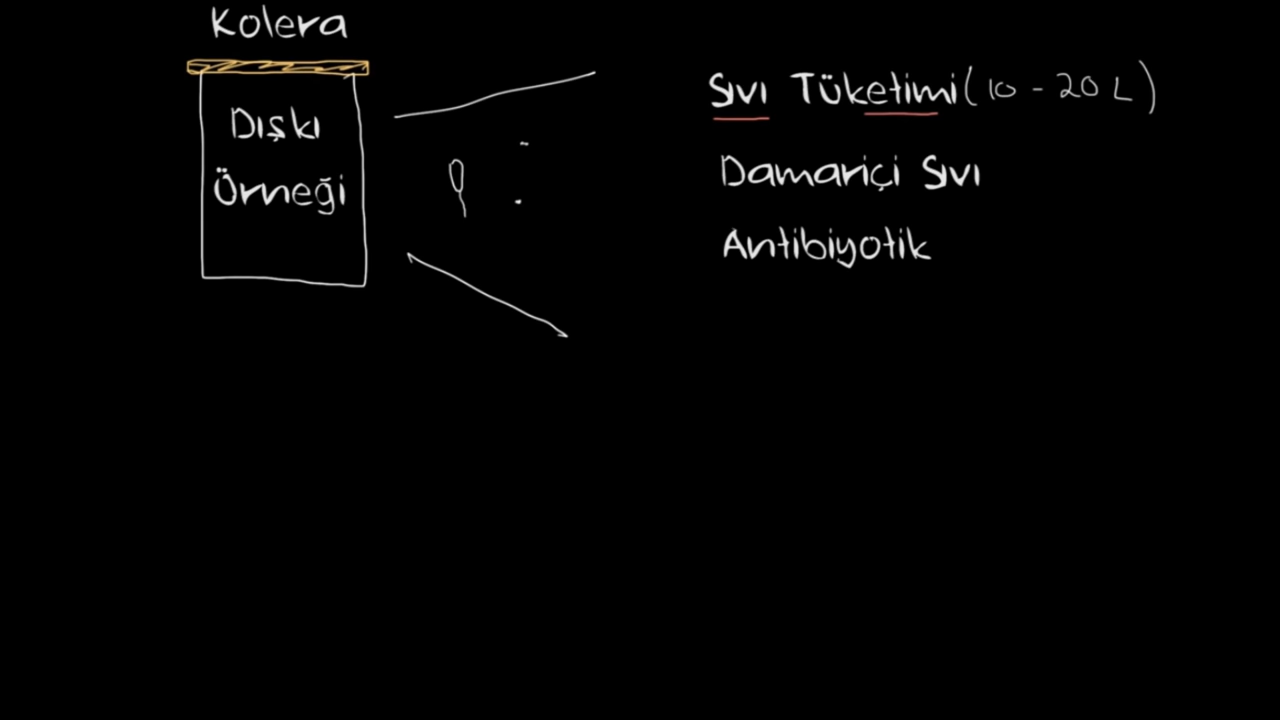 Kolera
Dışkı
Örneği
Sıvı Tüketimi (10 - 20 L)
Damariçi Sıvı
Antibiyotik